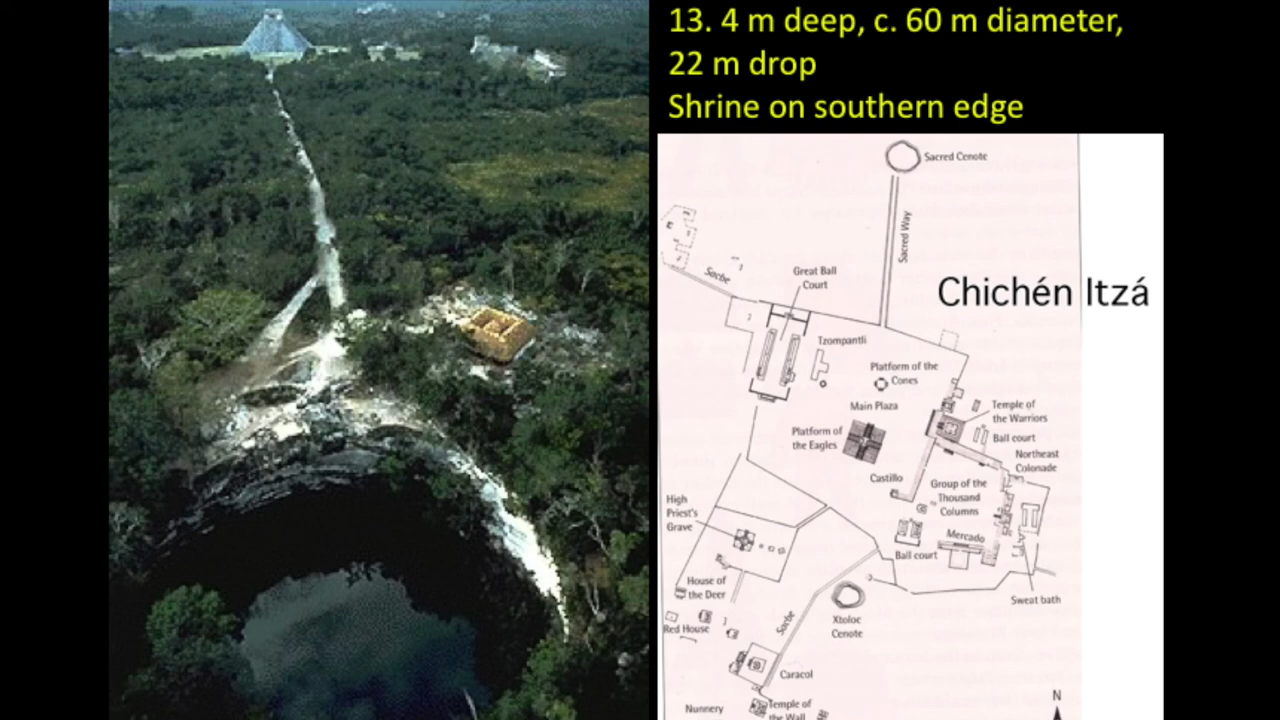 13. 4 m deep, c. 60 m diameter,
22 m drop
Shrine on southern edge
Sacred Cenote
Sacred Way
Chichén Itzá
Sacbe
Great Ball
Court
Tzompantli
Platform of the
Cones
Main Plaza
Temple of
the Warriors
Platform of
the Eagles
Ball court
Northeast
Colonade
Castillo
Group of the
Thousand
Columns
High
Priest's
Grave
Mercado
Ball court
House of
the Deer
Sweat bath
Red House
Xtoloc
Cenote
Sacbe
Caracol
Nunnery
Temple of
the Wall
N